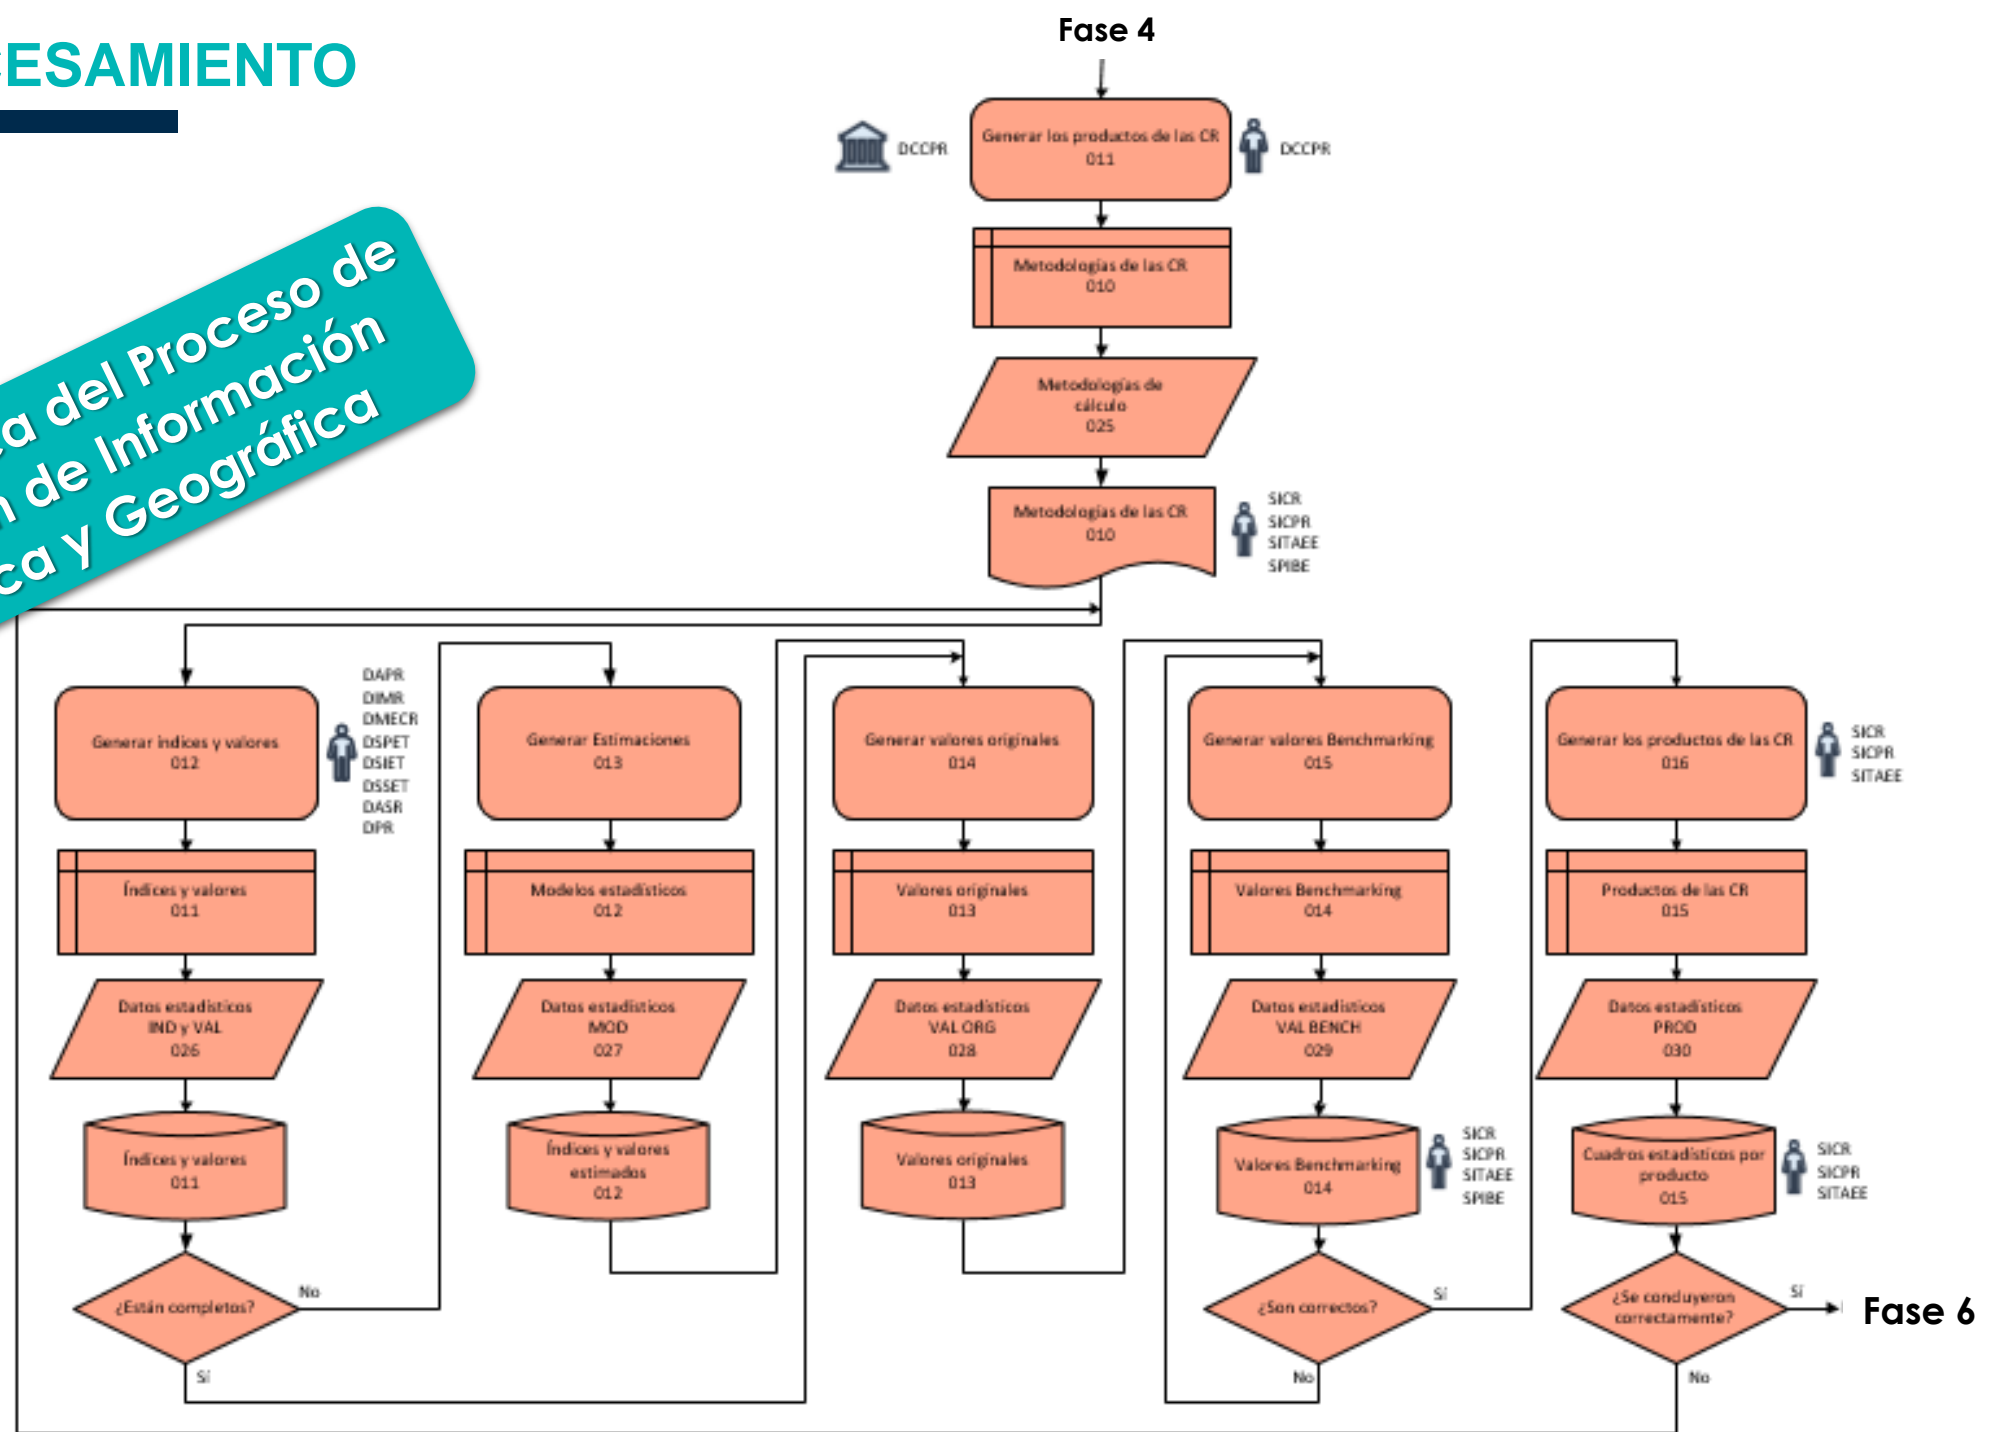 Fase 4
ESAMIENTO
DCCPR
Generar los productos de las CR
011
DCCPR
Metodologías de las CR
010
a del Proceso de
n de Información
ca y Geográfica
Metodologías de
cálculo
025
Metodologías de las CR
010
SICR
SICPR
SITAEE
SPIBE
Generar índices y valores
012
DAPR
DIMR
DMECR
DSPET
DSIET
DSSET
DASR
DPR
Generar Estimaciones
013
Generar valores originales
014
Generar valores Benchmarking
015
Generar los productos de las CR
016
SICR
SICPR
SITAEE
Índices y valores
011
Modelos estadísticos
012
Valores originales
013
Valores Benchmarking
014
Productos de las CR
015
Datos estadísticos
IND y VAL
026
Datos estadísticos
MOD
027
Datos estadísticos
VAL ORG
028
Datos estadísticos
VAL BENCH
029
Datos estadísticos
PROD
030
Índices y valores
011
Índices y valores
estimados
012
Valores originales
013
Valores Benchmarking
014
SICR
SICPR
SITAEE
SPIBE
Cuadros estadísticos por
producto
015
SICR
SICPR
SITAEE
¿Están completos?
No
Sí
¿Son correctos?
Sí
No
¿Se concluyeron
correctamente?
Sí
No
Fase 6